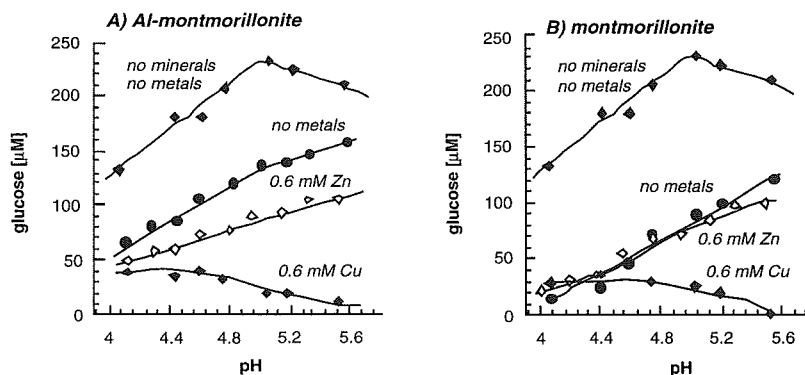 A) Al-montmorillonite
250
200
150
100
50
0
glucose [µM]
no minerals
no metals
no metals
0.6 mM Zn
0.6 mM Cu
4 4.4 4.8 5.2 5.6
pH
B) montmorillonite
250
200
150
100
50
0
glucose [µM]
no minerals
no metals
no metals
0.6 mM Zn
0.6 mM Cu
4 4.4 4.8 5.2 5.6
pH